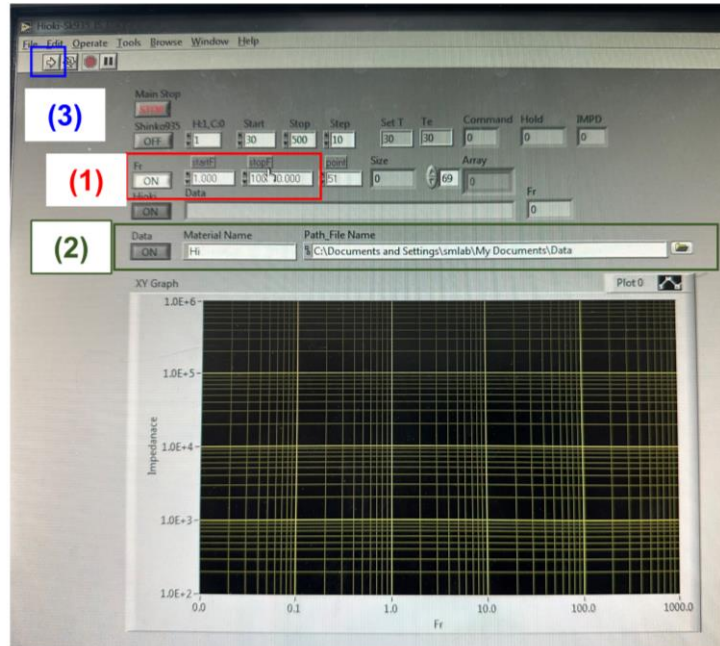 File Edit Operate Tools Browse Window Help
(3)
Main Stop
STOP
Shinko935 H:1,C:0 Start Stop Step Set T Te Command Hold IMPD
OFF 1 30 500 10 30 30 0 0 0
(1)
Fr startF stopF point Size Array
ON 1.000 51 0 69 0
Hioki Data Fr
ON 0
(2)
Data Material Name Path_File Name
ON Hi C:\Documents and Settings\smlab\My Documents\Data
XY Graph Plot 0
1.0E+6
1.0E+5
1.0E+4
1.0E+3
1.0E+2
Impedanace
0.0 0.1 1.0 10.0 100.0 1000.0
Fr